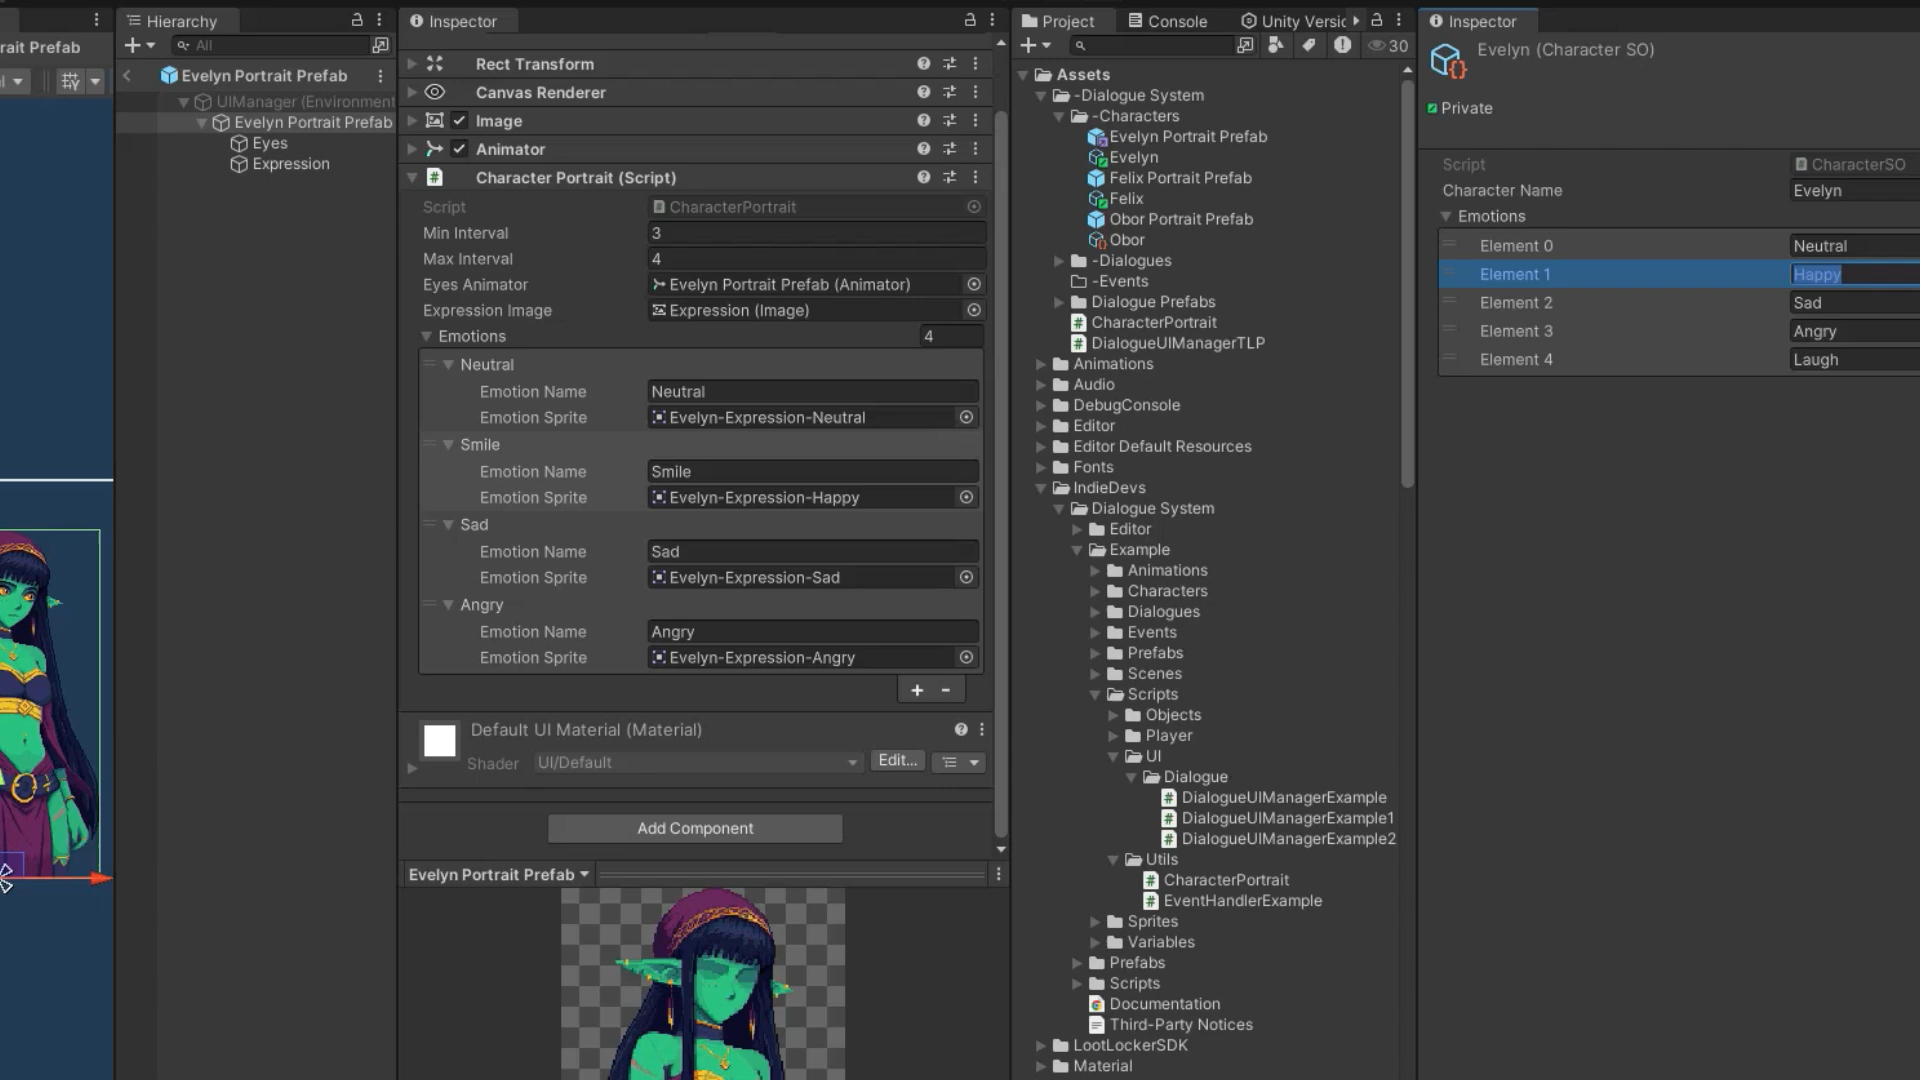 rait Prefab
Hierarchy
All
Evelyn Portrait Prefab
UIManager (Environment
Evelyn Portrait Prefab
Eyes
Expression
Inspector
Rect Transform
Canvas Renderer
Image
Animator
Character Portrait (Script)
Script
CharacterPortrait
Min Interval
3
Max Interval
4
Eyes Animator
Evelyn Portrait Prefab (Animator)
Expression Image
Expression (Image)
Emotions
4
Neutral
Emotion Name
Neutral
Emotion Sprite
Evelyn-Expression-Neutral
Smile
Emotion Name
Smile
Emotion Sprite
Evelyn-Expression-Happy
Sad
Emotion Name
Sad
Emotion Sprite
Evelyn-Expression-Sad
Angry
Emotion Name
Angry
Emotion Sprite
Evelyn-Expression-Angry
+ -
Default UI Material (Material)
Shader
UI/Default
Edit...
Add Component
Evelyn Portrait Prefab
Project
Console
Unity Versic
30
Assets
-Dialogue System
-Characters
Evelyn Portrait Prefab
Evelyn
Felix Portrait Prefab
Felix
Obor Portrait Prefab
Obor
-Dialogues
-Events
Dialogue Prefabs
CharacterPortrait
DialogueUIManagerTLP
Animations
Audio
DebugConsole
Editor
Editor Default Resources
Fonts
IndieDevs
Dialogue System
Editor
Example
Animations
Characters
Dialogues
Events
Prefabs
Scenes
Scripts
Objects
Player
UI
Dialogue
DialogueUIManagerExample
DialogueUIManagerExample1
DialogueUIManagerExample2
Utils
CharacterPortrait
EventHandlerExample
Sprites
Variables
Prefabs
Scripts
Documentation
Third-Party Notices
LootLockerSDK
Material
Inspector
Evelyn (Character SO)
Private
Script
CharacterSO
Character Name
Evelyn
Emotions
Element 0
Neutral
Element 1
Happy
Element 2
Sad
Element 3
Angry
Element 4
Laugh